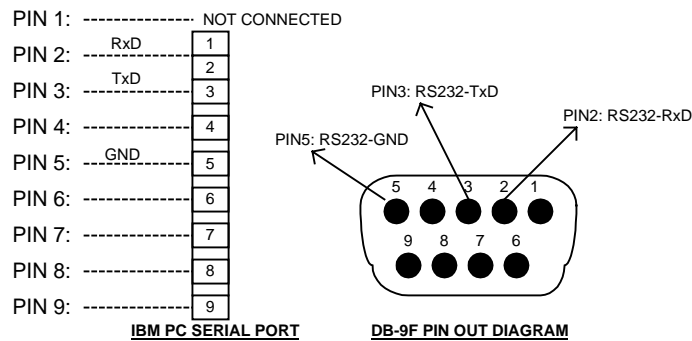 PIN 1: NOT CONNECTED
PIN 2: RxD 1
2
PIN 3: TxD 3
PIN 4: 4
PIN 5: GND 5
PIN 6: 6
PIN 7: 7
PIN 8: 8
PIN 9: 9
IBM PC SERIAL PORT
PIN3: RS232-TxD
PIN2: RS232-RxD
PIN5: RS232-GND
5 4 3 2 1
9 8 7 6
DB-9F PIN OUT DIAGRAM